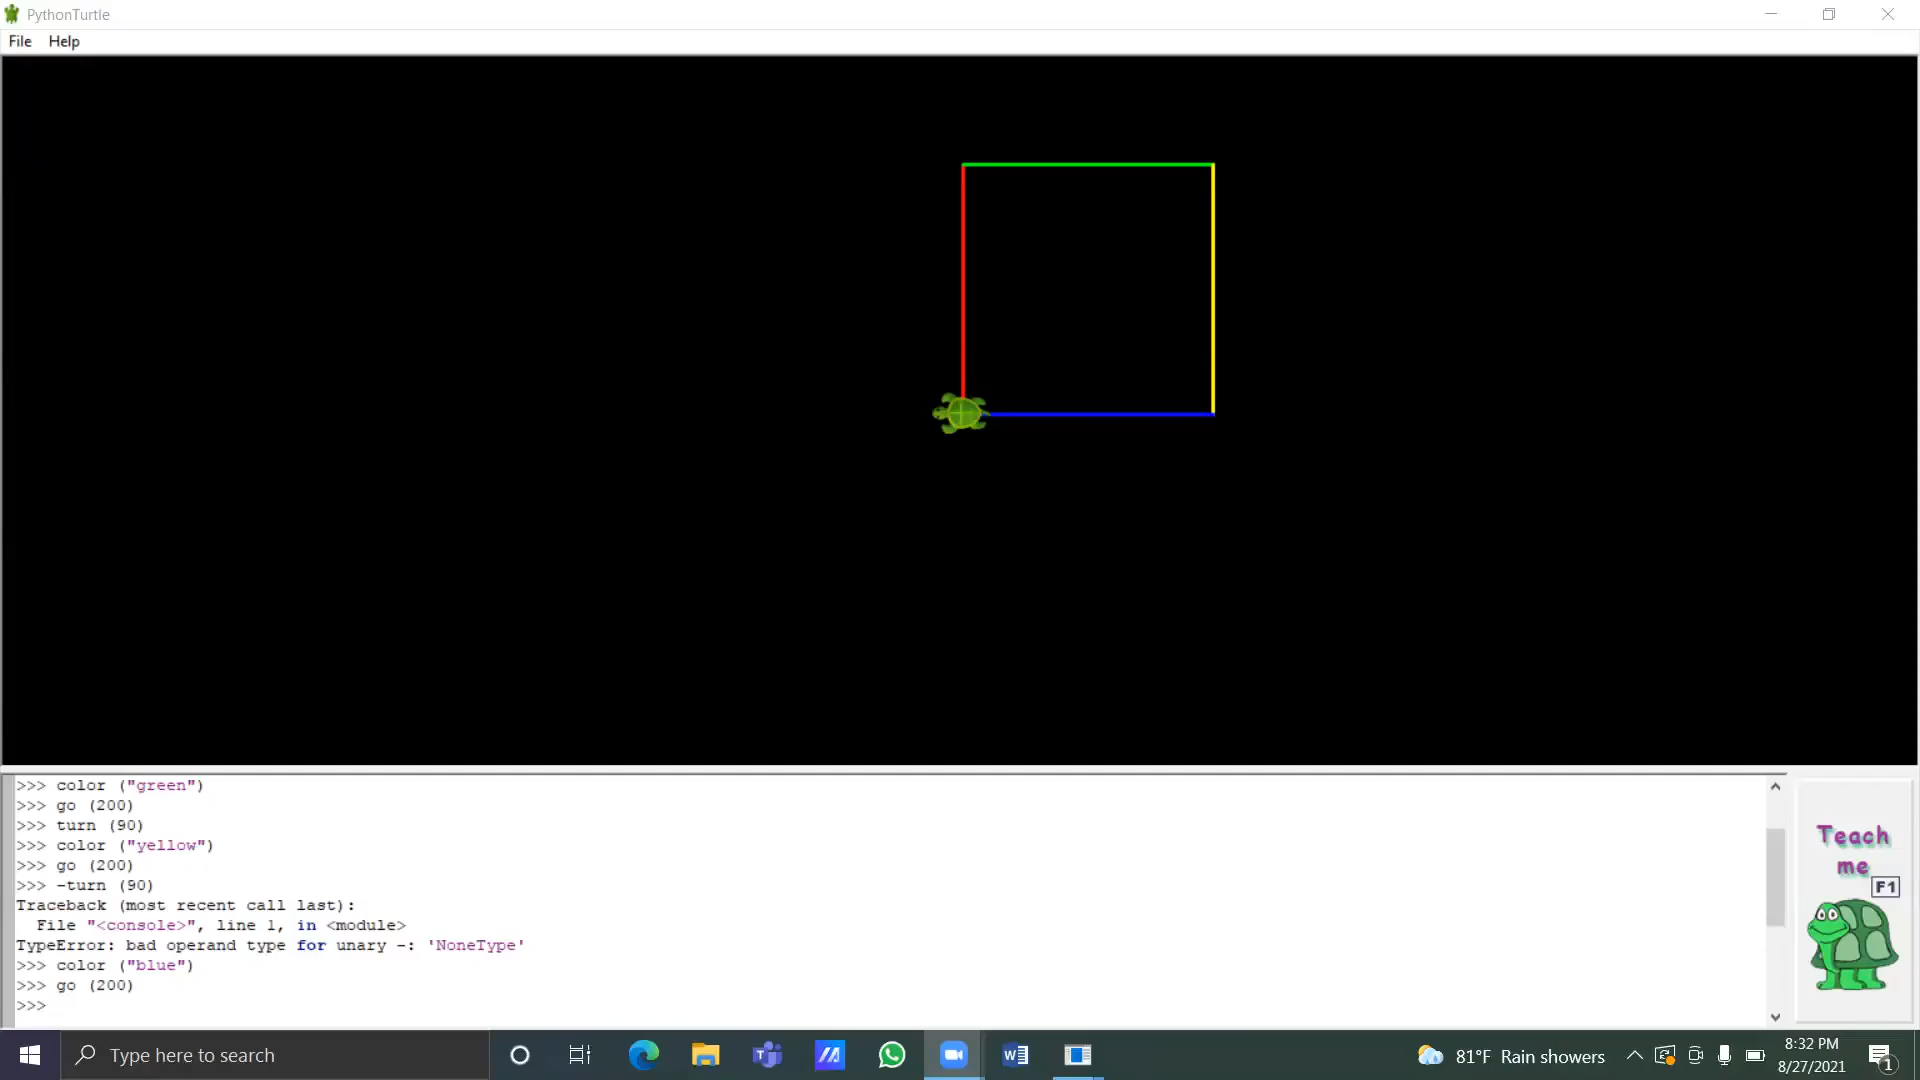 PythonTurtle
File Help
>>> color ("green")
>>> go (200)
>>> turn (90)
>>> color ("yellow")
>>> go (200)
>>> -turn (90)
Traceback (most recent call last):
  File "<console>", line 1, in <module>
TypeError: bad operand type for unary -: 'NoneType'
>>> color ("blue")
>>> go (200)
>>>
Teach
me
F1
Type here to search
81°F Rain showers
8:32 PM
8/27/2021
1